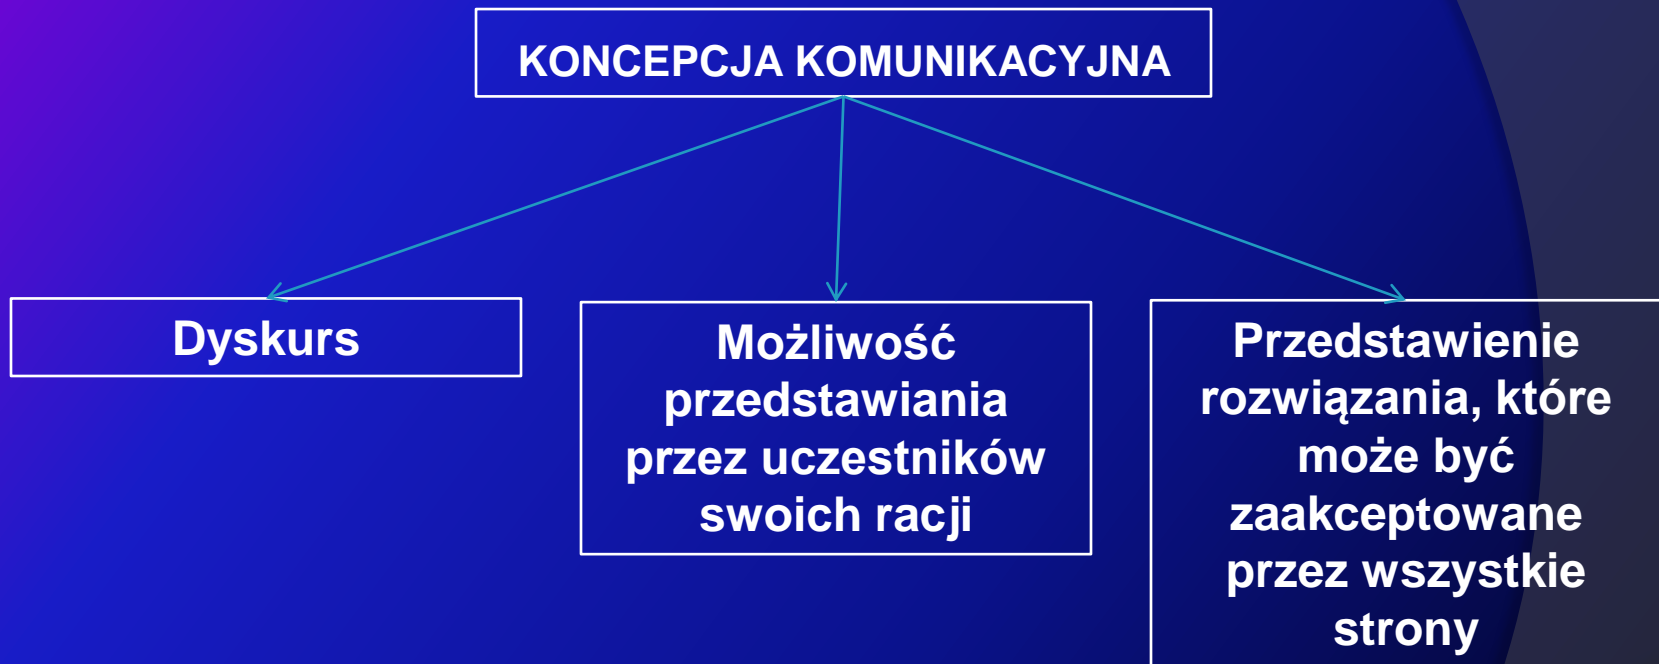 KONCEPCJA KOMUNIKACYJNA
Dyskurs
Możliwość
przedstawiania
przez uczestników
swoich racji
Przedstawienie
rozwiązania, które
może być
zaakceptowane
przez wszystkie
strony